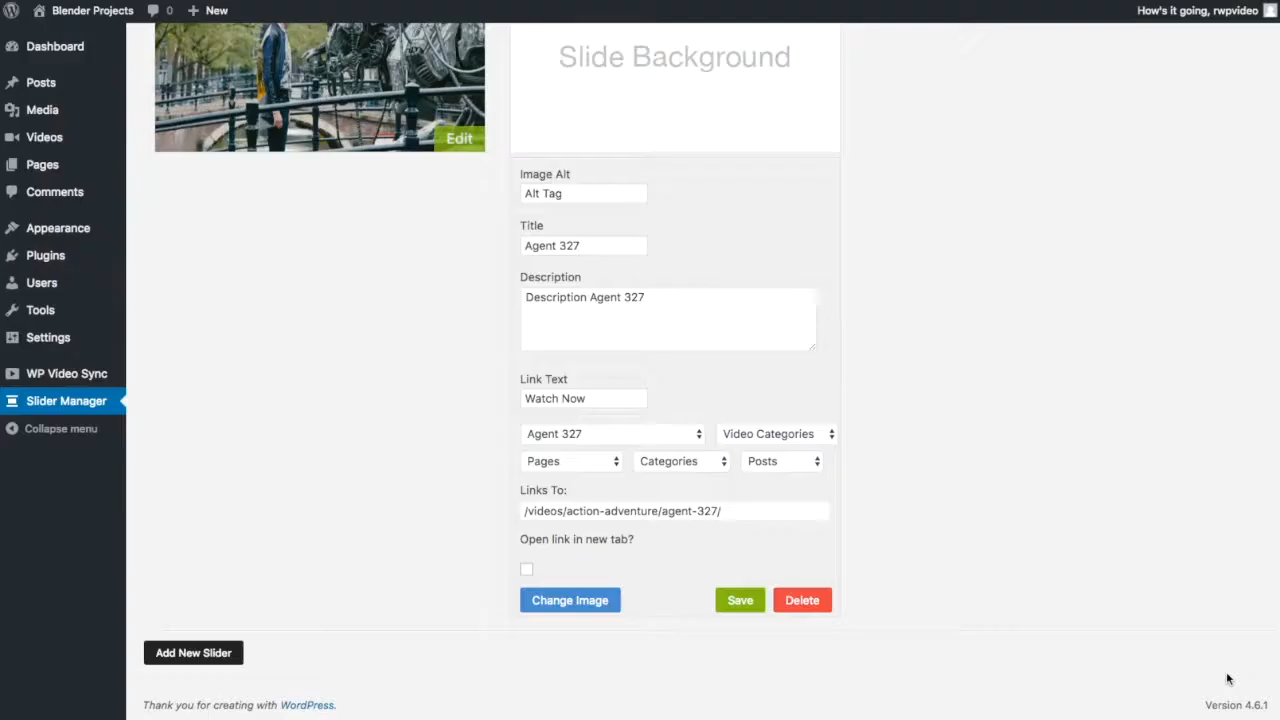 Blender Projects 0 New How's it going, rwpvideo
Dashboard
Posts
Media
Videos
Pages
Comments
Appearance
Plugins
Users
Tools
Settings
WP Video Sync
Slider Manager
Collapse menu
Edit
Slide Background
Image Alt
Alt Tag
Title
Agent 327
Description
Description Agent 327
Link Text
Watch Now
Agent 327 Video Categories
Pages Categories Posts
Links To:
/videos/action-adventure/agent-327/
Open link in new tab?
Change Image Save Delete
Add New Slider
Thank you for creating with WordPress. Version 4.6.1